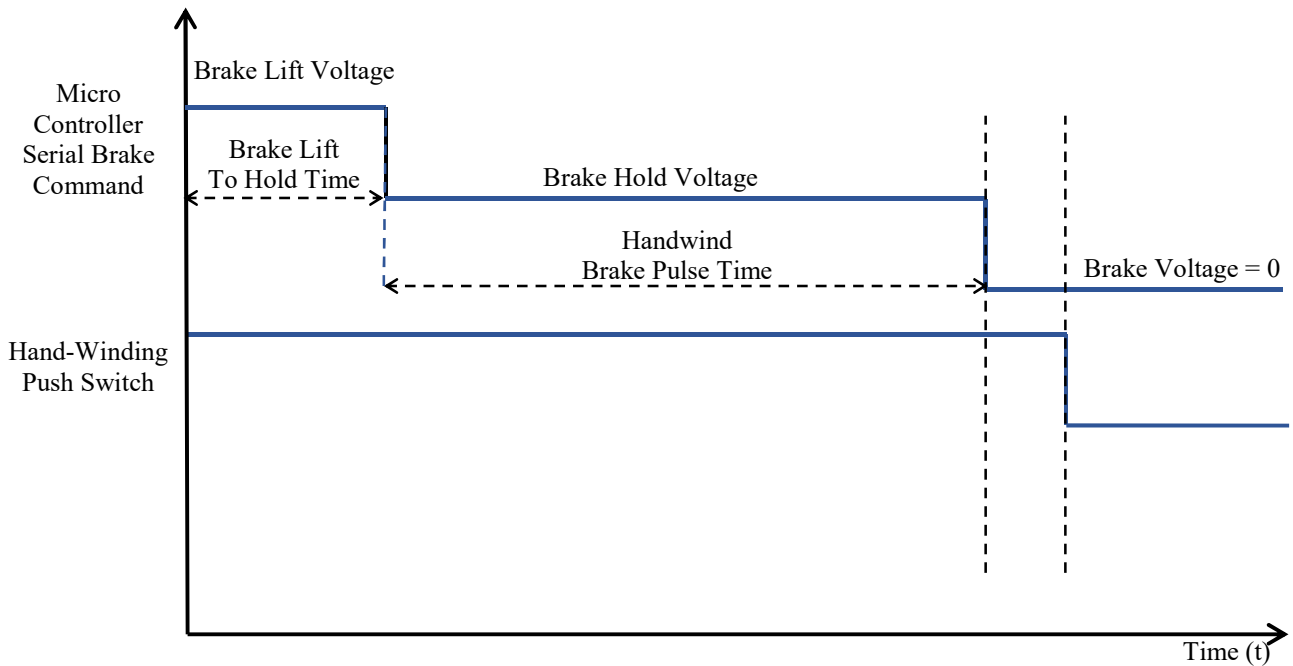 Brake Lift Voltage
Micro
Controller
Serial Brake
Command
Brake Lift
To Hold Time
Brake Hold Voltage
Handwind
Brake Pulse Time
Brake Voltage = 0
Hand-Winding
Push Switch
Time (t)